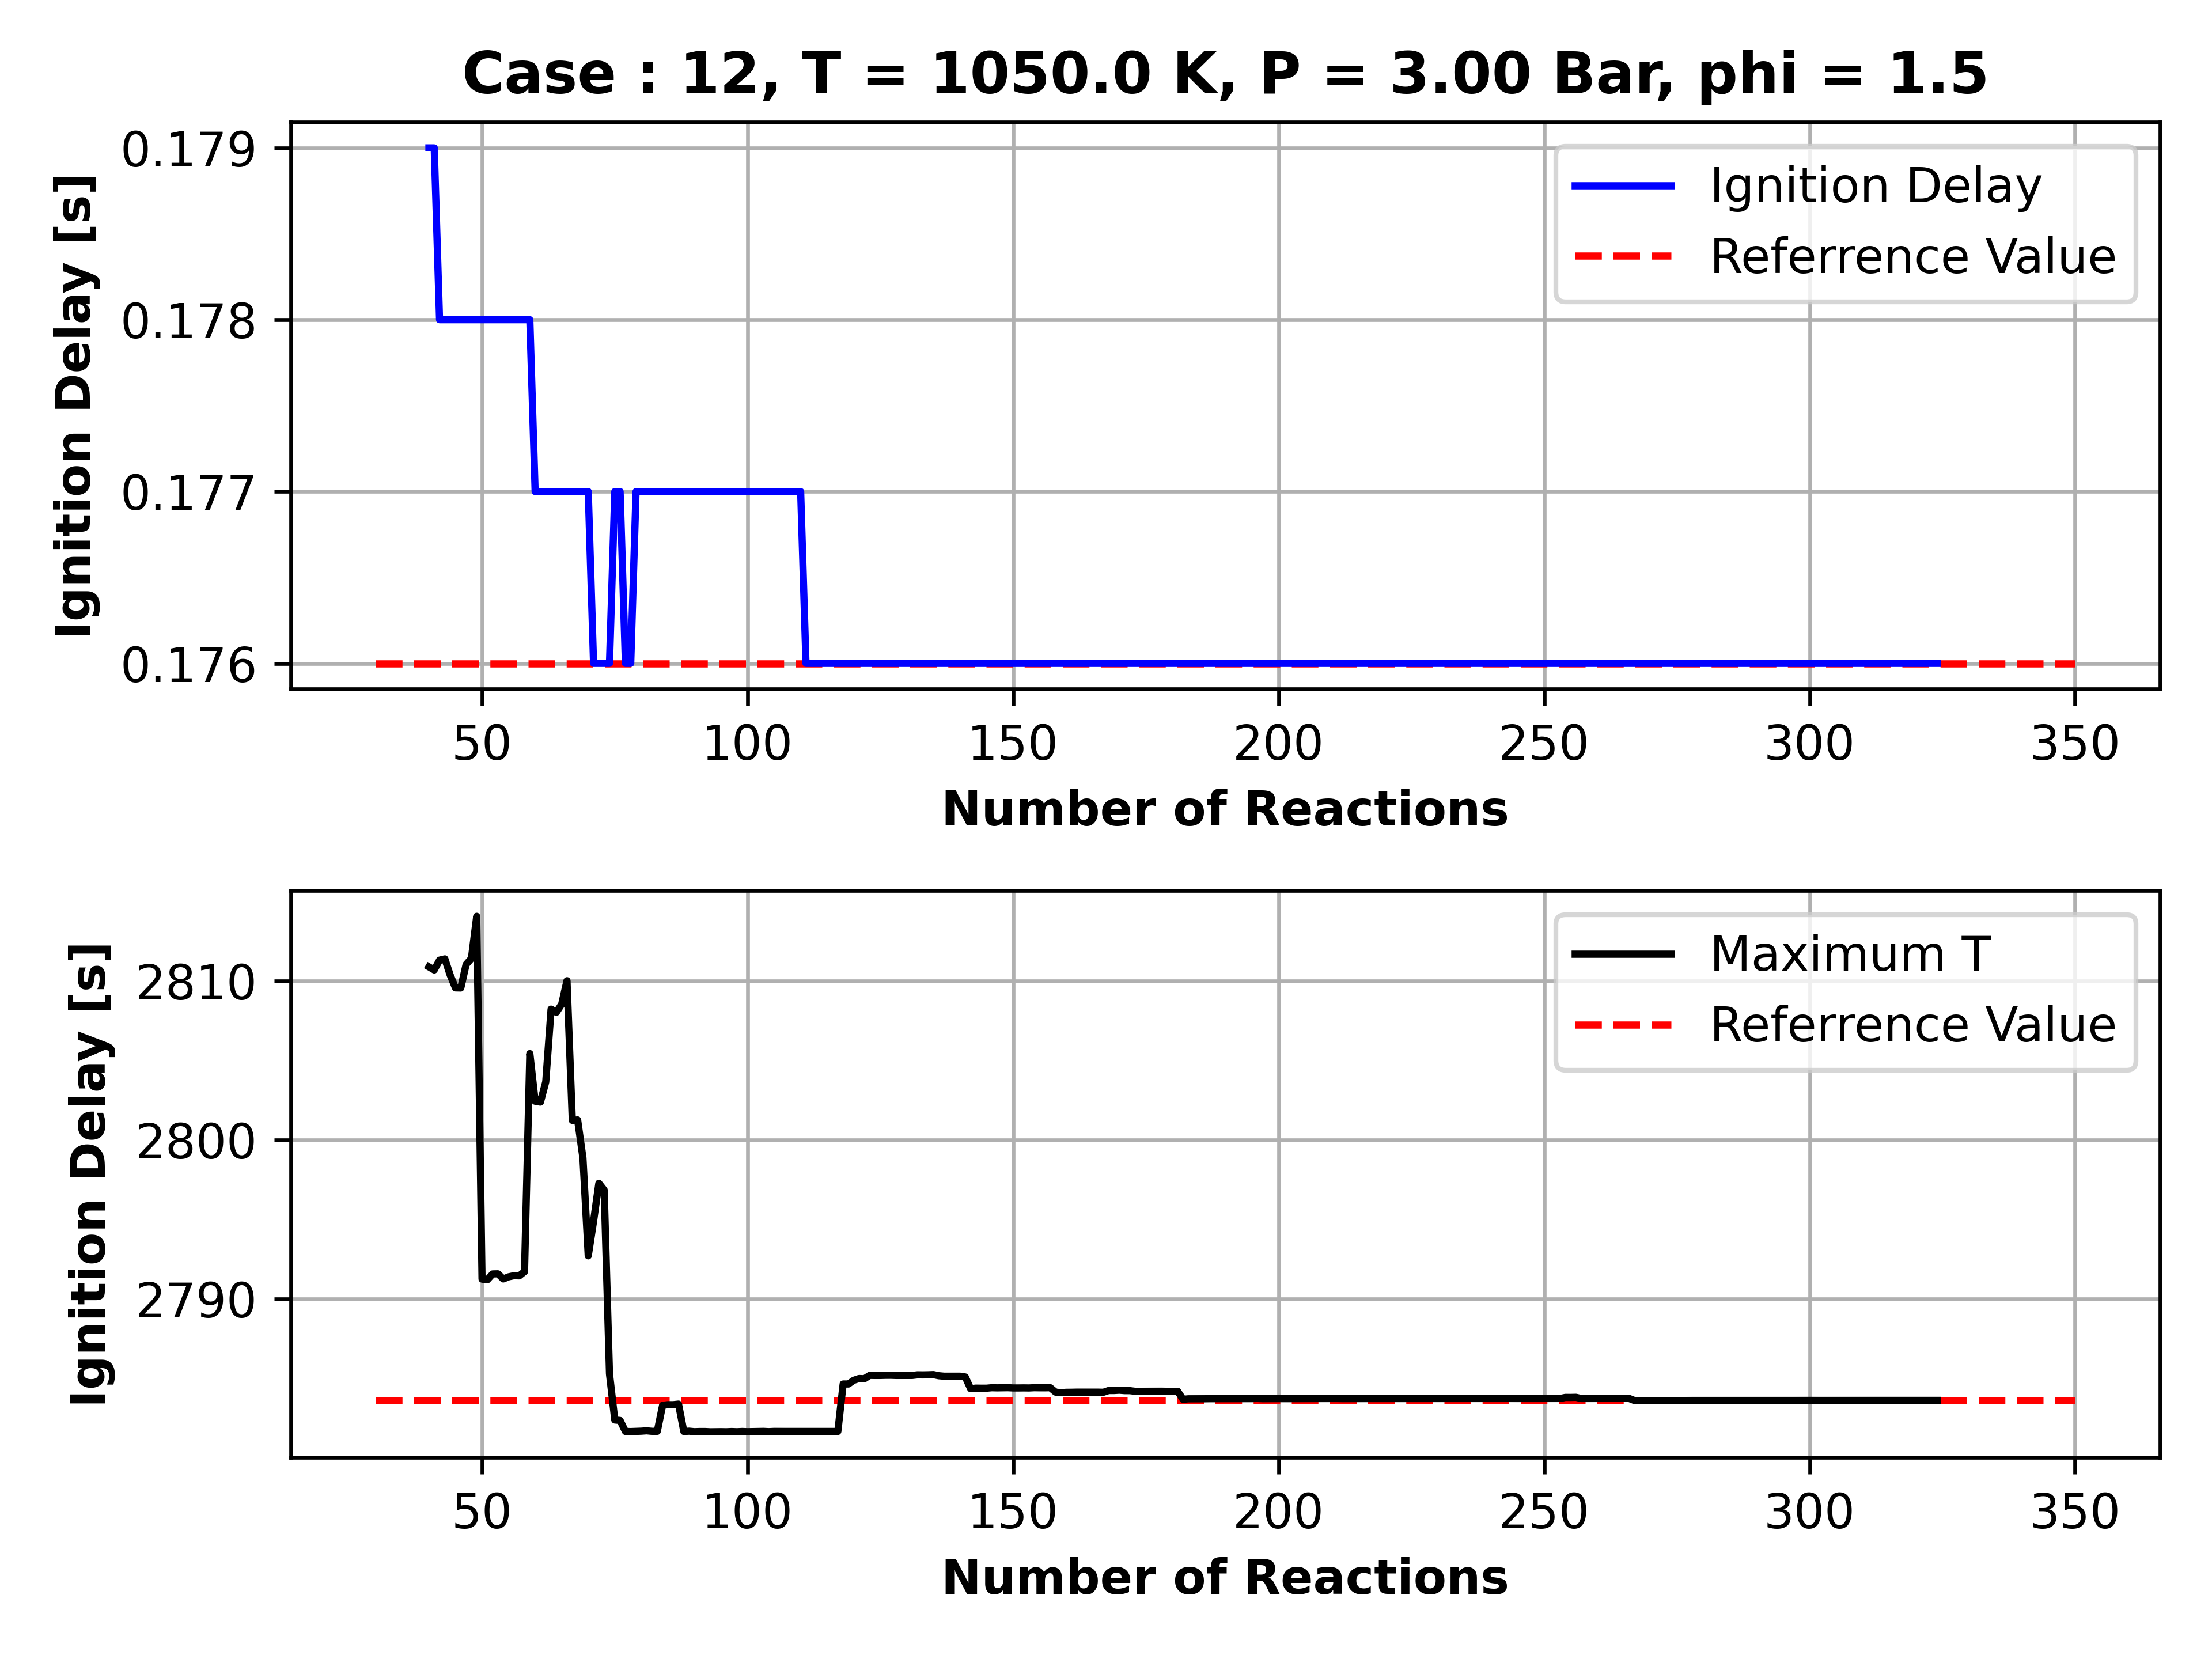 Case : 12, T = 1050.0 K, P = 3.00 Bar, phi = 1.5
Ignition Delay [s]
0.179
0.178
0.177
0.176
Ignition Delay
Referrence Value
50 100 150 200 250 300 350
Number of Reactions
Ignition Delay [s]
2810
2800
2790
Maximum T
Referrence Value
50 100 150 200 250 300 350
Number of Reactions